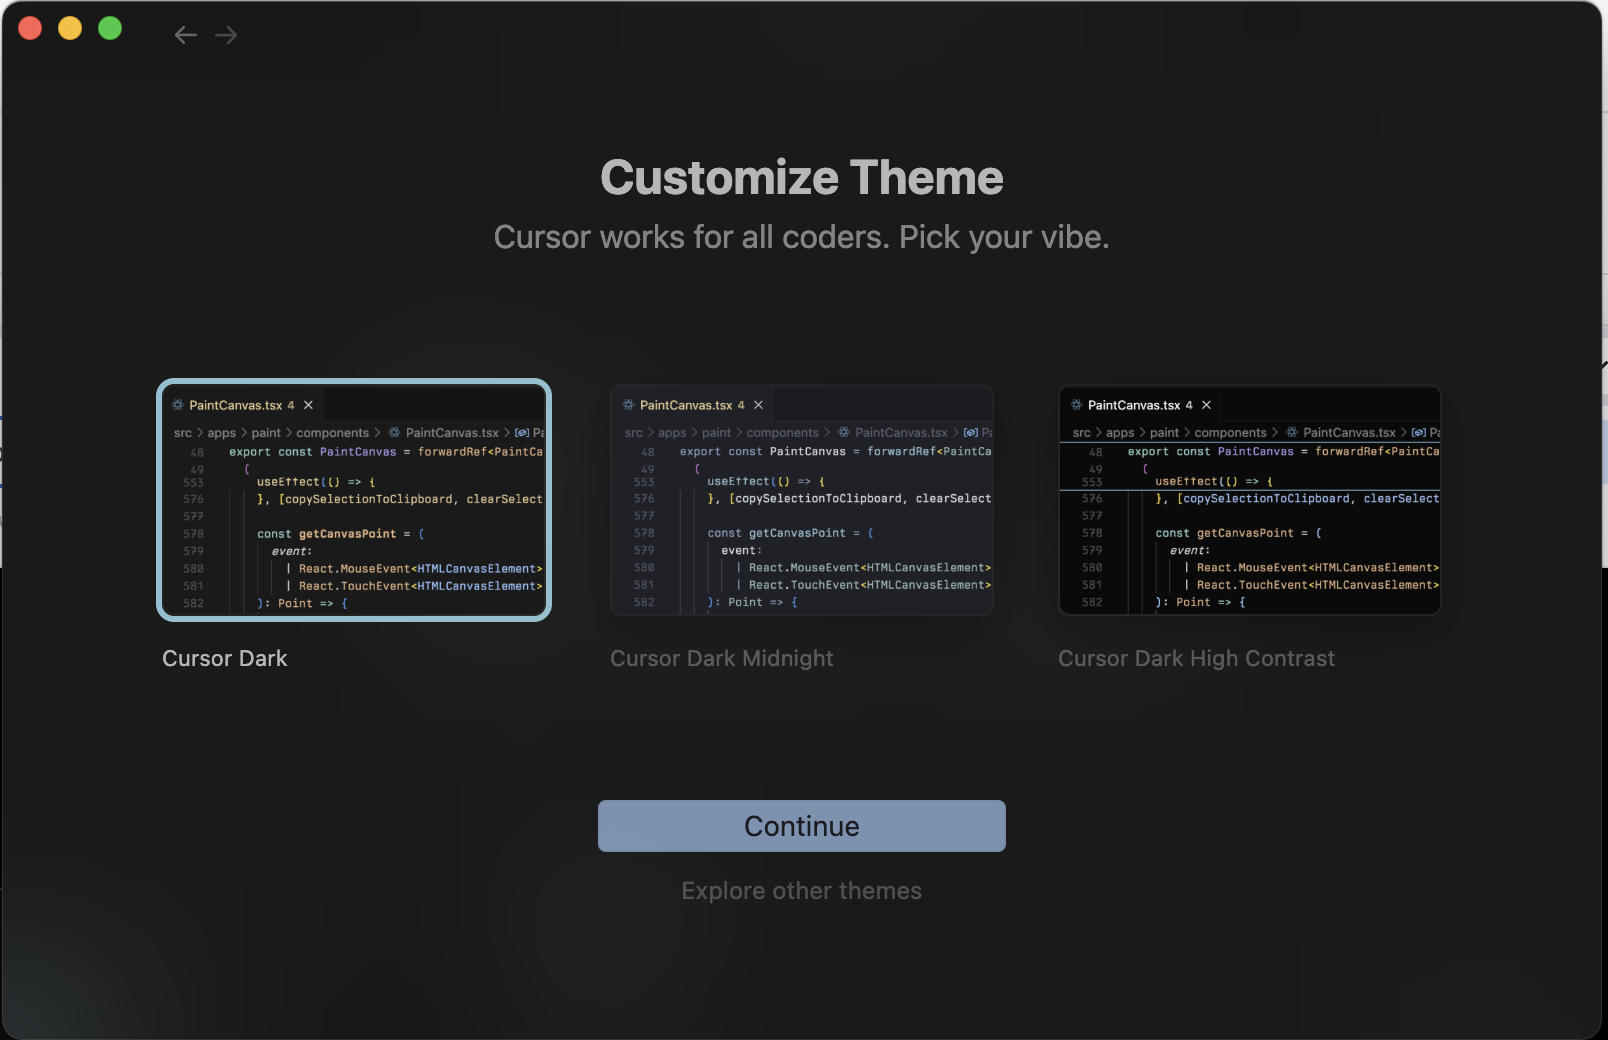 Customize Theme
Cursor works for all coders. Pick your vibe.
PaintCanvas.tsx 4
src > apps > paint > components > PaintCanvas.tsx > Pa
48 export const PaintCanvas = forwardRef<PaintCa
49 (
553 useEffect(() => {
576 }, [copySelectionToClipboard, clearSelect
577
578 const getCanvasPoint = (
579 event:
580 | React.MouseEvent<HTMLCanvasElement>
581 | React.TouchEvent<HTMLCanvasElement>
582 ): Point => {
Cursor Dark
PaintCanvas.tsx 4
src > apps > paint > components > PaintCanvas.tsx > Pa
48 export const PaintCanvas = forwardRef<PaintCa
49 (
553 useEffect(() => {
576 }, [copySelectionToClipboard, clearSelect
577
578 const getCanvasPoint = (
579 event:
580 | React.MouseEvent<HTMLCanvasElement>
581 | React.TouchEvent<HTMLCanvasElement>
582 ): Point => {
Cursor Dark Midnight
PaintCanvas.tsx 4
src > apps > paint > components > PaintCanvas.tsx > Pa
48 export const PaintCanvas = forwardRef<PaintCa
49 (
553 useEffect(() => {
576 }, [copySelectionToClipboard, clearSelect
577
578 const getCanvasPoint = (
579 event:
580 | React.MouseEvent<HTMLCanvasElement>
581 | React.TouchEvent<HTMLCanvasElement>
582 ): Point => {
Cursor Dark High Contrast
Continue
Explore other themes